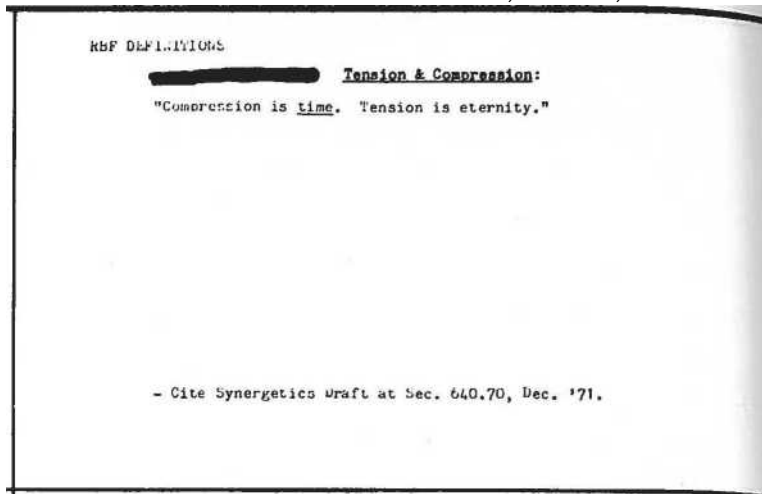 RBF DEFINITIONS
Tension & Compression:
"Compression is time. Tension is eternity."
- Cite Synergetics Draft at Sec. 640.70, Dec. '71.